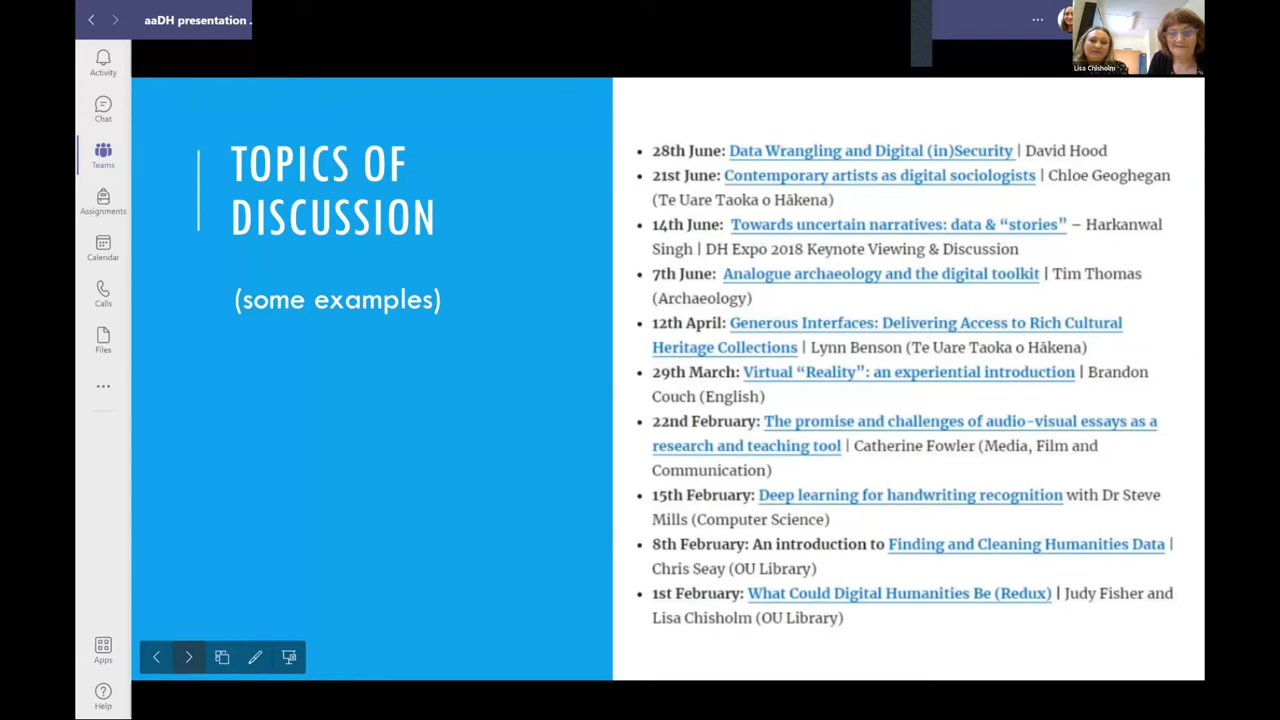 aaDH presentation .
Lisa Chisholm
Activity
Chat
Teams
Assignments
Calendar
Calls
Files
Apps
Help
TOPICS OF
DISCUSSION
(some examples)
• 28th June: Data Wrangling and Digital (in)Security | David Hood
• 21st June: Contemporary artists as digital sociologists | Chloe Geoghegan
(Te Uare Taoka o Hākena)
• 14th June: Towards uncertain narratives: data & “stories” – Harkanwal
Singh | DH Expo 2018 Keynote Viewing & Discussion
• 7th June: Analogue archaeology and the digital toolkit | Tim Thomas
(Archaeology)
• 12th April: Generous Interfaces: Delivering Access to Rich Cultural
Heritage Collections | Lynn Benson (Te Uare Taoka o Hākena)
• 29th March: Virtual “Reality”: an experiential introduction | Brandon
Couch (English)
• 22nd February: The promise and challenges of audio-visual essays as a
research and teaching tool | Catherine Fowler (Media, Film and
Communication)
• 15th February: Deep learning for handwriting recognition with Dr Steve
Mills (Computer Science)
• 8th February: An introduction to Finding and Cleaning Humanities Data |
Chris Seay (OU Library)
• 1st February: What Could Digital Humanities Be (Redux) | Judy Fisher and
Lisa Chisholm (OU Library)